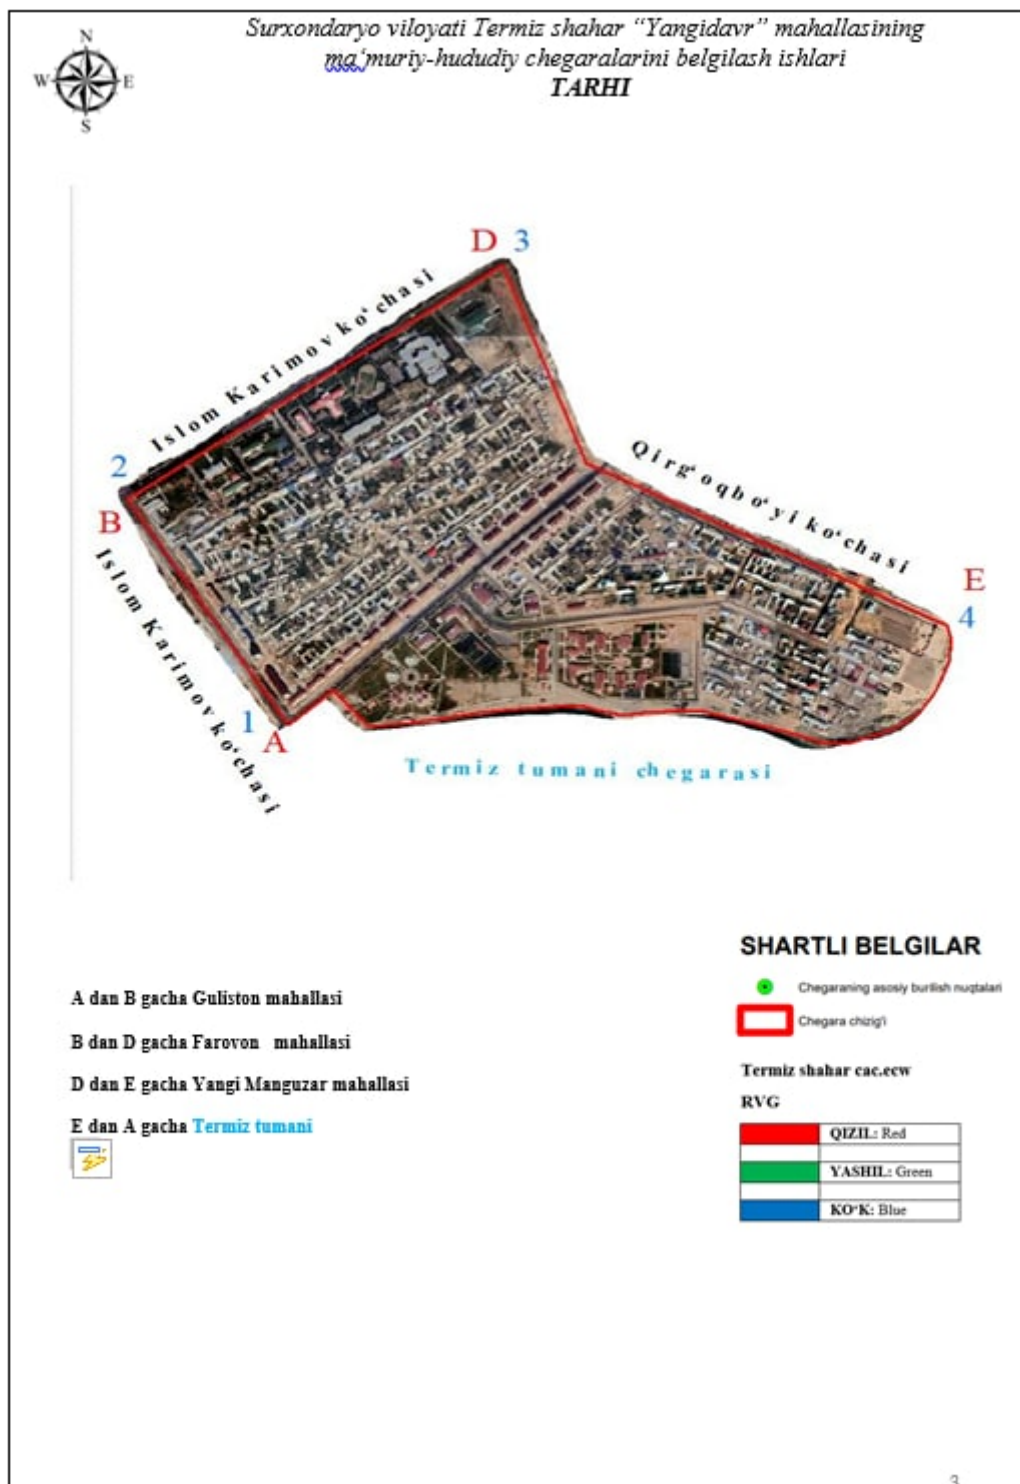 Surxondaryo viloyati Termiz shahar “Yangidavr” mahallasining
ma‘muriy-hududiy chegaralarini belgilash ishlari
TARHI
N
W E
S
D 3
Islom Karimov ko‘chasi
2
B
Qirg‘oqbo‘yi ko‘chasi
E
4
Islom Karimov ko‘chasi
1
A
Termiz tumani chegarasi
SHARTLI BELGILAR
Chegaraning asosiy burilish nuqtalari
Chegara chizig'i
A dan B gacha Guliston mahallasi
B dan D gacha Farovon mahallasi
D dan E gacha Yangi Manguzar mahallasi
E dan A gacha Termiz tumani
Termiz shahar cac.ecw
RVG
QIZIL: Red
YASHIL: Green
KO‘K: Blue
3